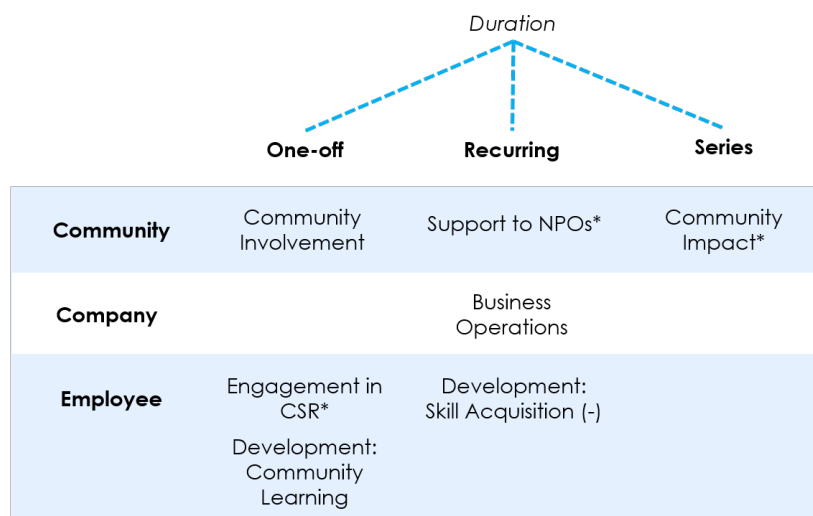 Duration
One-off Recurring Series
Community
Community
Involvement
Support to NPOs*
Community
Impact*
Company
Business
Operations
Employee
Engagement in
CSR*
Development:
Community
Learning
Development:
Skill Acquisition (-)